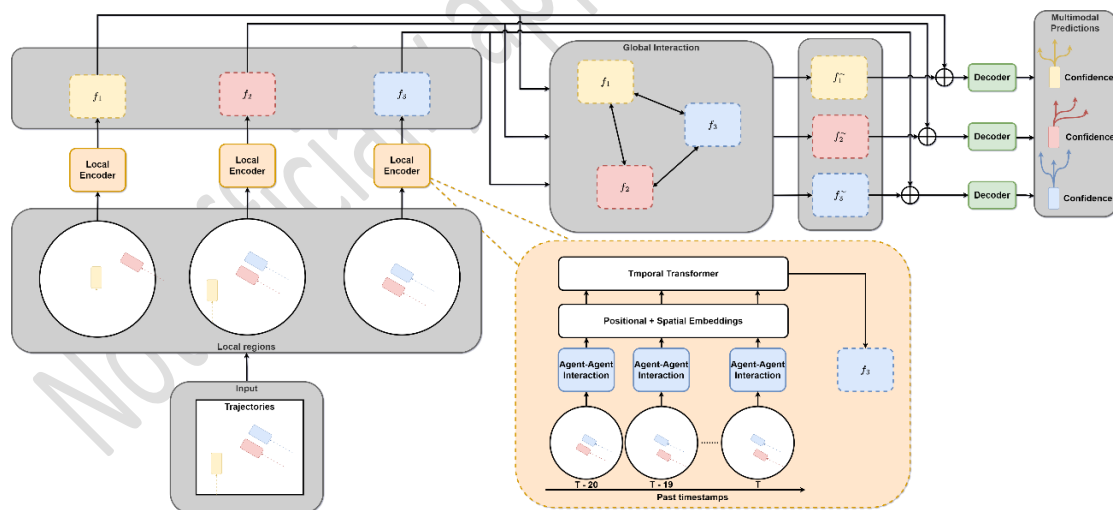 Global Interaction
Multimodal
Predictions
f₁
f₂
f₃
f₁
f₃
f₂
f₁~
f₂~
f₃~
Decoder
Decoder
Decoder
Confidence
Confidence
Confidence
Local
Encoder
Local
Encoder
Local
Encoder
Local regions
Input
Trajectories
Tmporal Transformer
Positional + Spatial Embeddings
Agent-Agent
Interaction
Agent-Agent
Interaction
Agent-Agent
Interaction
f₃
T - 20
T - 19
T
Past timestamps